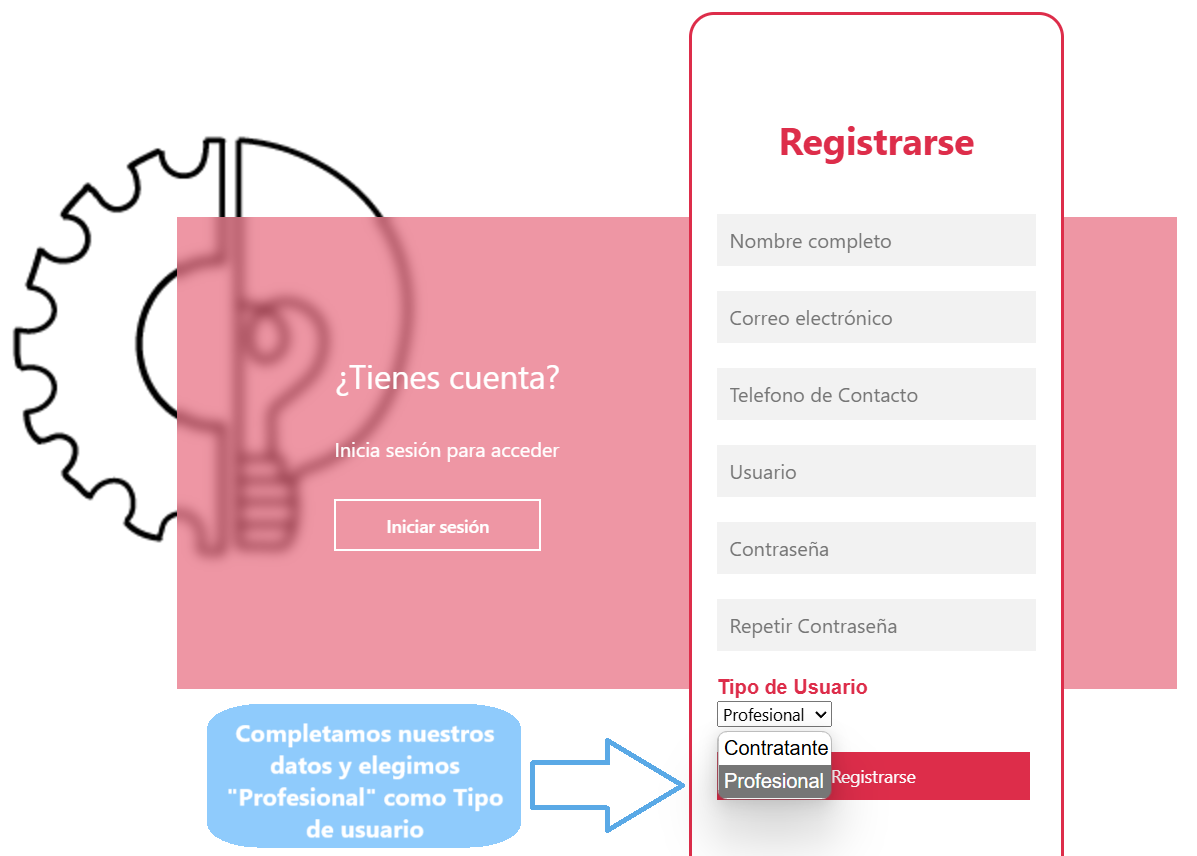 Registrarse
Nombre completo
Correo electrónico
Telefono de Contacto
Usuario
Contraseña
Repetir Contraseña
Tipo de Usuario
Profesional
Contratante
Profesional
Registrarse
¿Tienes cuenta?
Inicia sesión para acceder
Iniciar sesión
Completamos nuestros
datos y elegimos
"Profesional" como Tipo
de usuario